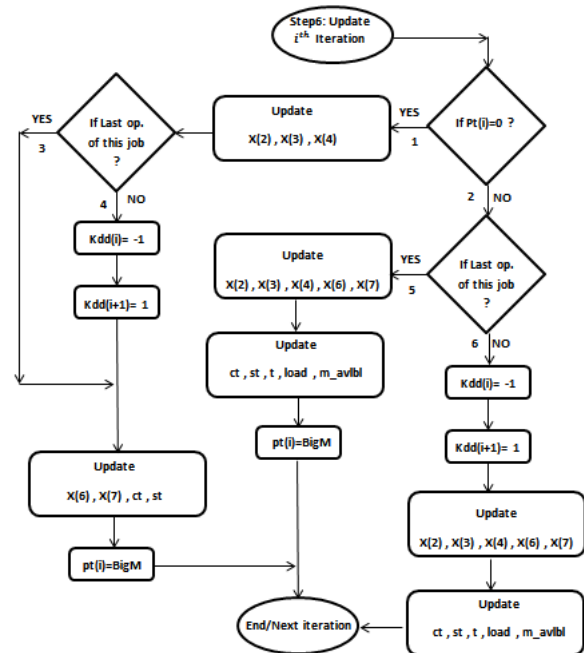 Step6: Update
i^th Iteration
If Pt(i)=0 ?
YES
1
2
NO
Update
X(2) , X(3) , X(4)
If Last op.
of this job
?
YES
3
4
NO
Kdd(i)= -1
Kdd(i+1)= 1
Update
X(6) , X(7) , ct , st
pt(i)=BigM
If Last op.
of this job
?
YES
5
6
NO
Update
X(2) , X(3) , X(4) , X(6) , X(7)
Update
ct , st , t , load , m_avlbl
pt(i)=BigM
Kdd(i)= -1
Kdd(i+1)= 1
Update
X(2) , X(3) , X(4) , X(6) , X(7)
Update
ct , st , t , load , m_avlbl
End/Next iteration